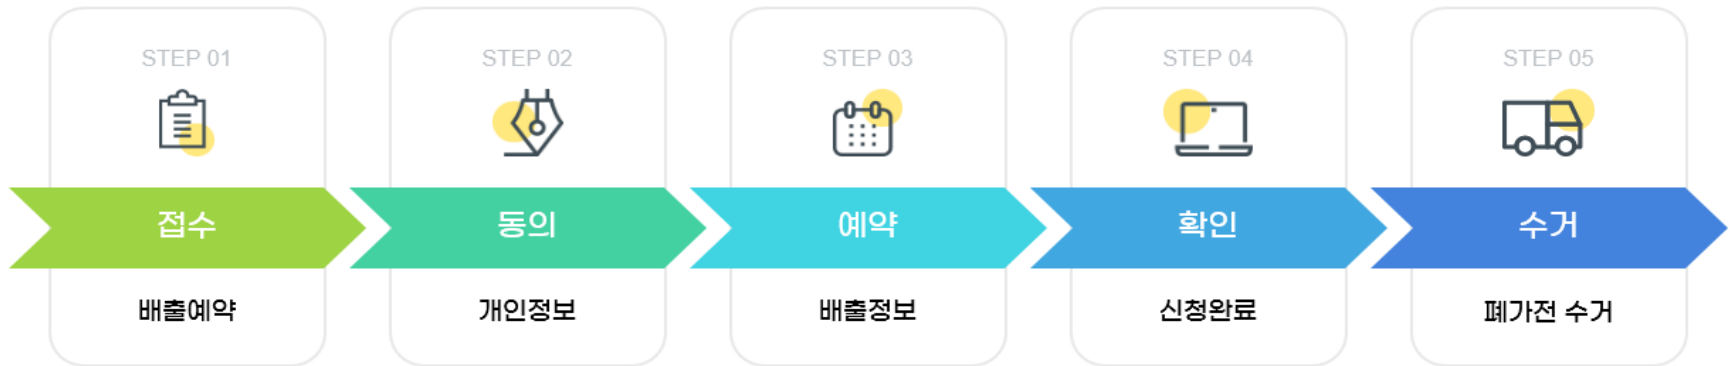 STEP 01
접수
배출예약
STEP 02
동의
개인정보
STEP 03
예약
배출정보
STEP 04
확인
신청완료
STEP 05
수거
폐가전 수거